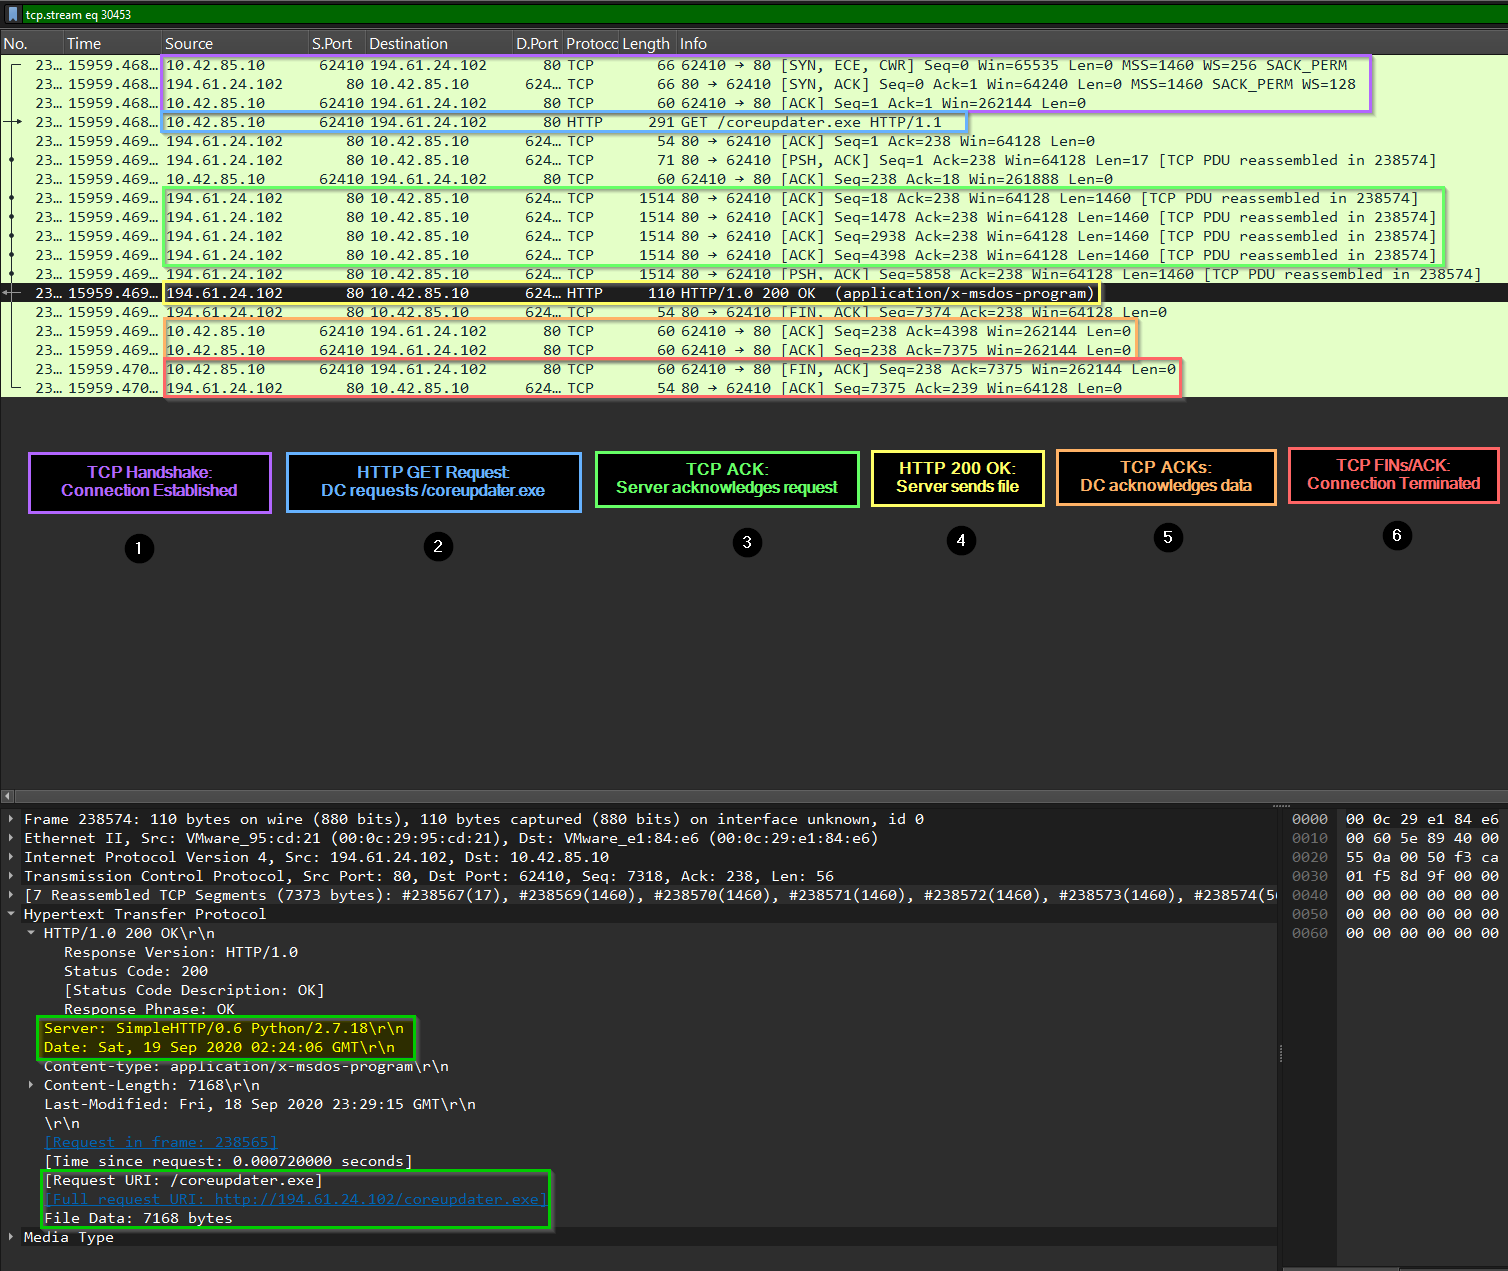 tcp.stream eq 30453
No. Time Source S.Port Destination D.Port Protocc Length Info
23… 15959.468… 10.42.85.10 62410 194.61.24.102 80 TCP 66 62410 → 80 [SYN, ECE, CWR] Seq=0 Win=65535 Len=0 MSS=1460 WS=256 SACK_PERM
23… 15959.468… 194.61.24.102 80 10.42.85.10 624… TCP 66 80 → 62410 [SYN, ACK] Seq=0 Ack=1 Win=64240 Len=0 MSS=1460 SACK_PERM WS=128
23… 15959.468… 10.42.85.10 62410 194.61.24.102 80 TCP 60 62410 → 80 [ACK] Seq=1 Ack=1 Win=262144 Len=0
23… 15959.468… 10.42.85.10 62410 194.61.24.102 80 HTTP 291 GET /coreupdater.exe HTTP/1.1
23… 15959.469… 194.61.24.102 80 10.42.85.10 624… TCP 54 80 → 62410 [ACK] Seq=1 Ack=238 Win=64128 Len=0
23… 15959.469… 194.61.24.102 80 10.42.85.10 624… TCP 71 80 → 62410 [PSH, ACK] Seq=1 Ack=238 Win=64128 Len=17 [TCP PDU reassembled in 238574]
23… 15959.469… 10.42.85.10 62410 194.61.24.102 80 TCP 60 62410 → 80 [ACK] Seq=238 Ack=18 Win=261888 Len=0
23… 15959.469… 194.61.24.102 80 10.42.85.10 624… TCP 1514 80 → 62410 [ACK] Seq=18 Ack=238 Win=64128 Len=1460 [TCP PDU reassembled in 238574]
23… 15959.469… 194.61.24.102 80 10.42.85.10 624… TCP 1514 80 → 62410 [ACK] Seq=1478 Ack=238 Win=64128 Len=1460 [TCP PDU reassembled in 238574]
23… 15959.469… 194.61.24.102 80 10.42.85.10 624… TCP 1514 80 → 62410 [ACK] Seq=2938 Ack=238 Win=64128 Len=1460 [TCP PDU reassembled in 238574]
23… 15959.469… 194.61.24.102 80 10.42.85.10 624… TCP 1514 80 → 62410 [ACK] Seq=4398 Ack=238 Win=64128 Len=1460 [TCP PDU reassembled in 238574]
23… 15959.469… 194.61.24.102 80 10.42.85.10 624… TCP 1514 80 → 62410 [PSH, ACK] Seq=5858 Ack=238 Win=64128 Len=1460 [TCP PDU reassembled in 238574]
23… 15959.469… 194.61.24.102 80 10.42.85.10 624… HTTP 110 HTTP/1.0 200 OK (application/x-msdos-program)
23… 15959.469… 194.61.24.102 80 10.42.85.10 624… TCP 54 80 → 62410 [FIN, ACK] Seq=7374 Ack=238 Win=64128 Len=0
23… 15959.469… 10.42.85.10 62410 194.61.24.102 80 TCP 60 62410 → 80 [ACK] Seq=238 Ack=4398 Win=262144 Len=0
23… 15959.469… 10.42.85.10 62410 194.61.24.102 80 TCP 60 62410 → 80 [ACK] Seq=238 Ack=7375 Win=262144 Len=0
23… 15959.470… 10.42.85.10 62410 194.61.24.102 80 TCP 60 62410 → 80 [FIN, ACK] Seq=238 Ack=7375 Win=262144 Len=0
23… 15959.470… 194.61.24.102 80 10.42.85.10 624… TCP 54 80 → 62410 [ACK] Seq=7375 Ack=239 Win=64128 Len=0
TCP Handshake:
Connection Established
1
HTTP GET Request:
DC requests /coreupdater.exe
2
TCP ACK:
Server acknowledges request
3
HTTP 200 OK:
Server sends file
4
TCP ACKs:
DC acknowledges data
5
TCP FINs/ACK:
Connection Terminated
6
Frame 238574: 110 bytes on wire (880 bits), 110 bytes captured (880 bits) on interface unknown, id 0
Ethernet II, Src: VMware_95:cd:21 (00:0c:29:95:cd:21), Dst: VMware_e1:84:e6 (00:0c:29:e1:84:e6)
Internet Protocol Version 4, Src: 194.61.24.102, Dst: 10.42.85.10
Transmission Control Protocol, Src Port: 80, Dst Port: 62410, Seq: 7318, Ack: 238, Len: 56
[7 Reassembled TCP Segments (7373 bytes): #238567(17), #238569(1460), #238570(1460), #238571(1460), #238572(1460), #238573(1460), #238574(56
Hypertext Transfer Protocol
HTTP/1.0 200 OK\r\n
Response Version: HTTP/1.0
Status Code: 200
[Status Code Description: OK]
Response Phrase: OK
Server: SimpleHTTP/0.6 Python/2.7.18\r\n
Date: Sat, 19 Sep 2020 02:24:06 GMT\r\n
Content-type: application/x-msdos-program\r\n
Content-Length: 7168\r\n
Last-Modified: Fri, 18 Sep 2020 23:29:15 GMT\r\n
\r\n
[Request in frame: 238565]
[Time since request: 0.000720000 seconds]
[Request URI: /coreupdater.exe]
[Full request URI: http://194.61.24.102/coreupdater.exe]
File Data: 7168 bytes
Media Type
0000 00 0c 29 e1 84 e6
0010 00 60 5e 89 40 00
0020 55 0a 00 50 f3 ca
0030 01 f5 8d 9f 00 00
0040 00 00 00 00 00 00
0050 00 00 00 00 00 00
0060 00 00 00 00 00 00